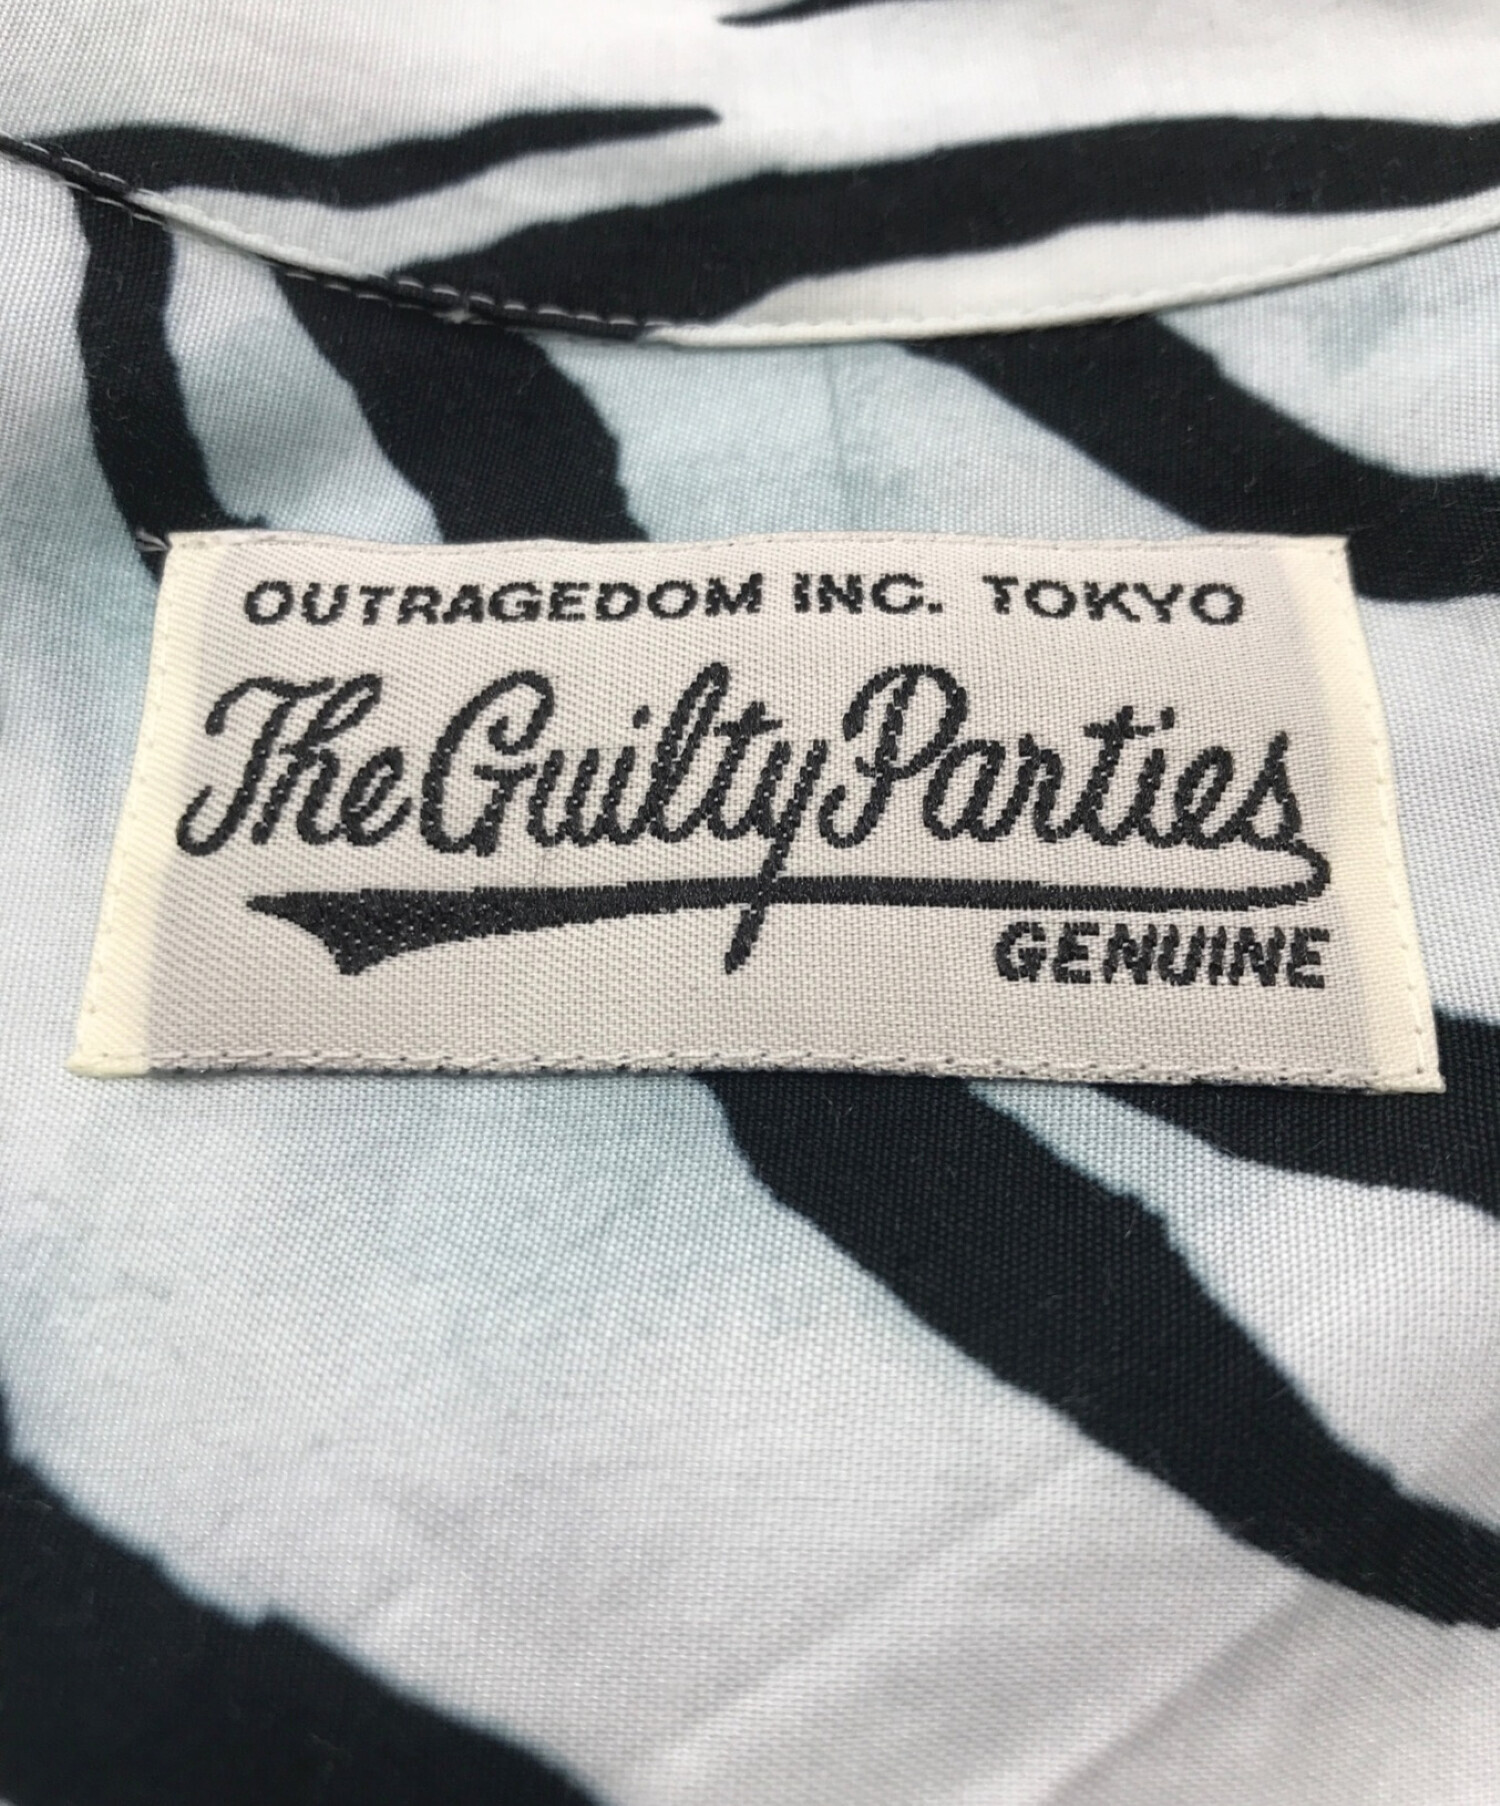 OUTRAGEDOM INC. TOKYO
The Guilty Parties
GENUINE